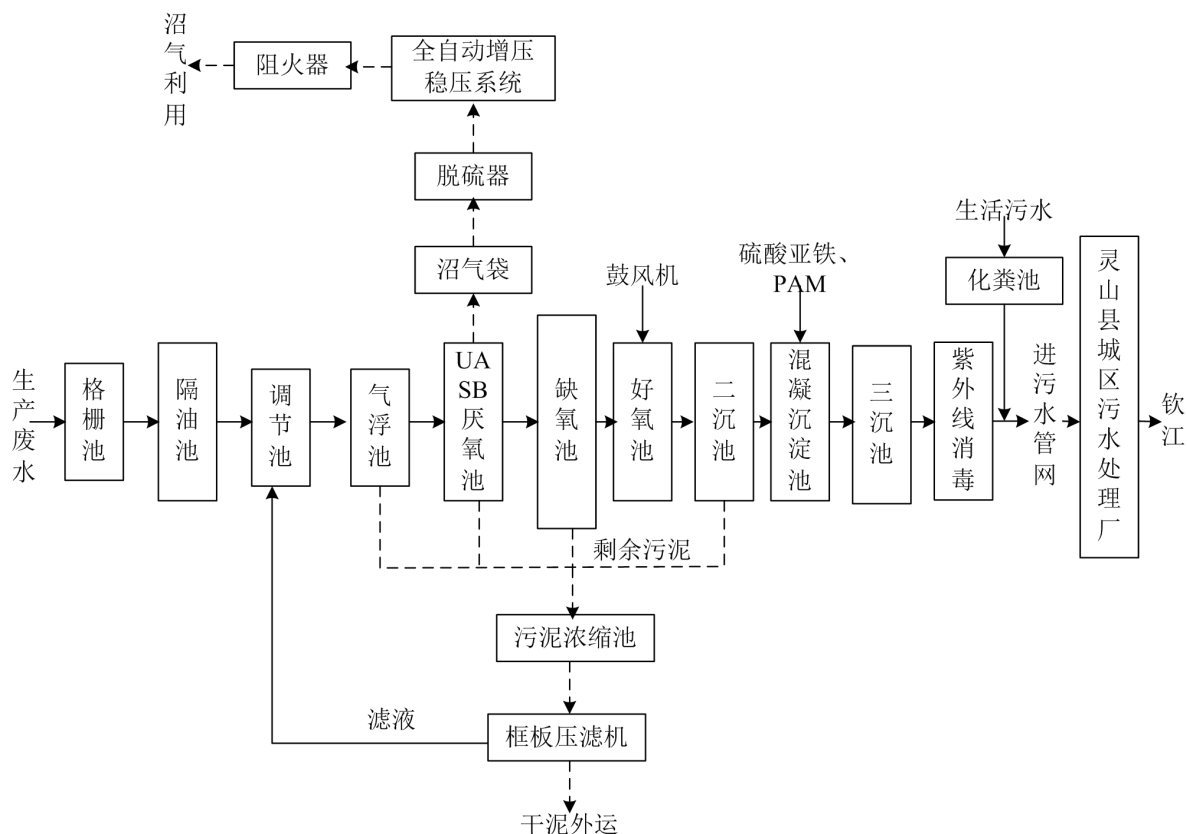 沼气利用
阻火器
全自动增压
稳压系统
脱硫器
沼气袋
生活污水
化粪池
鼓风机
硫酸亚铁、
PAM
生产废水
格栅池
隔油池
调节池
气浮池
UA
SB
厌氧池
缺氧池
好氧池
二沉池
混凝沉淀池
三沉池
紫外线消毒
进污水管网
灵山县城区污水处理厂
钦江
剩余污泥
污泥浓缩池
滤液
框板压滤机
干泥外运